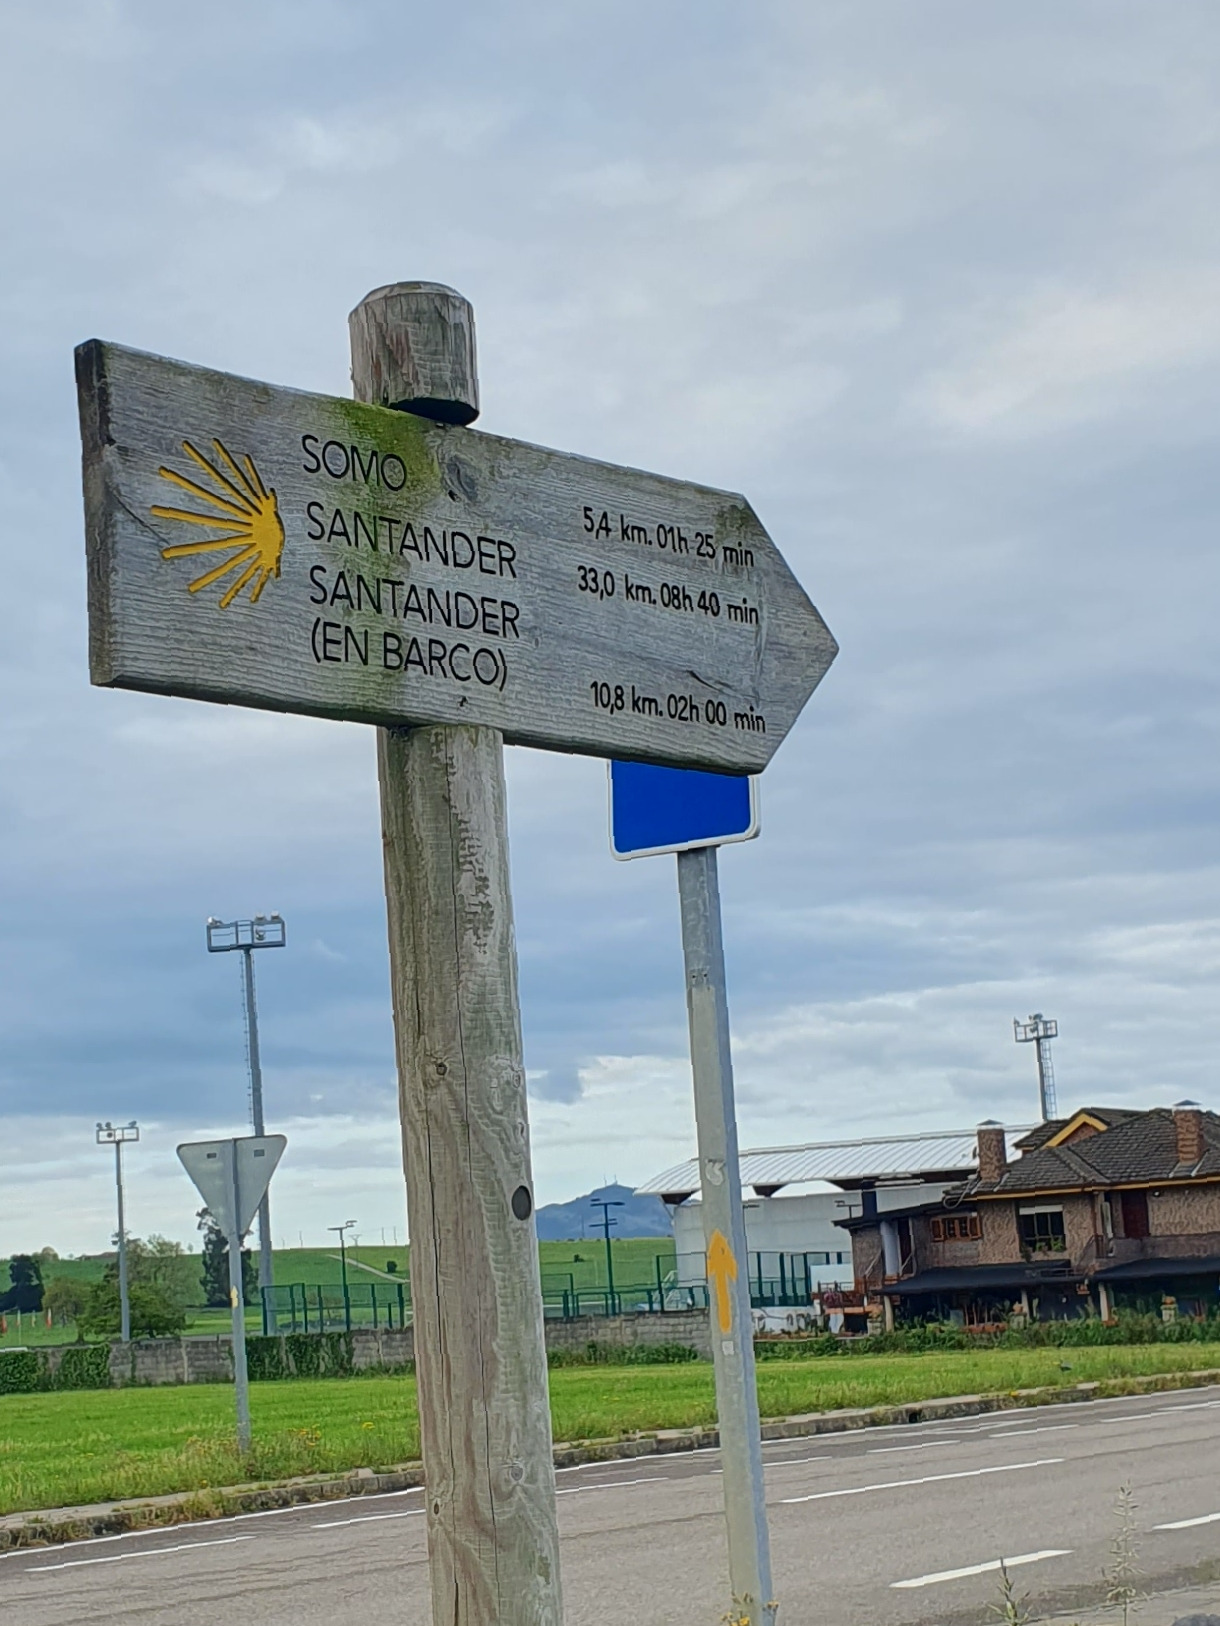 SOMO
5,4 km. 01h 25 min
SANTANDER
33,0 km. 08h 40 min
SANTANDER
(EN BARCO)
10,8 km. 02h 00 min